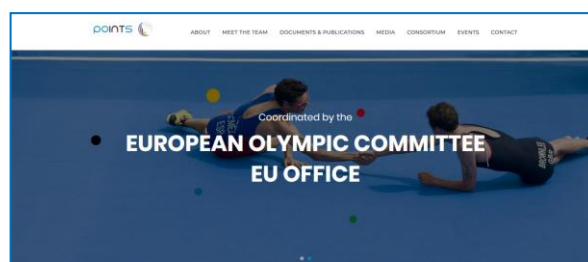 POINTS
ABOUT MEET THE TEAM DOCUMENTS & PUBLICATIONS MEDIA CONSORTIUM EVENTS CONTACT
Coordinated by the
EUROPEAN OLYMPIC COMMITTEE
EU OFFICE